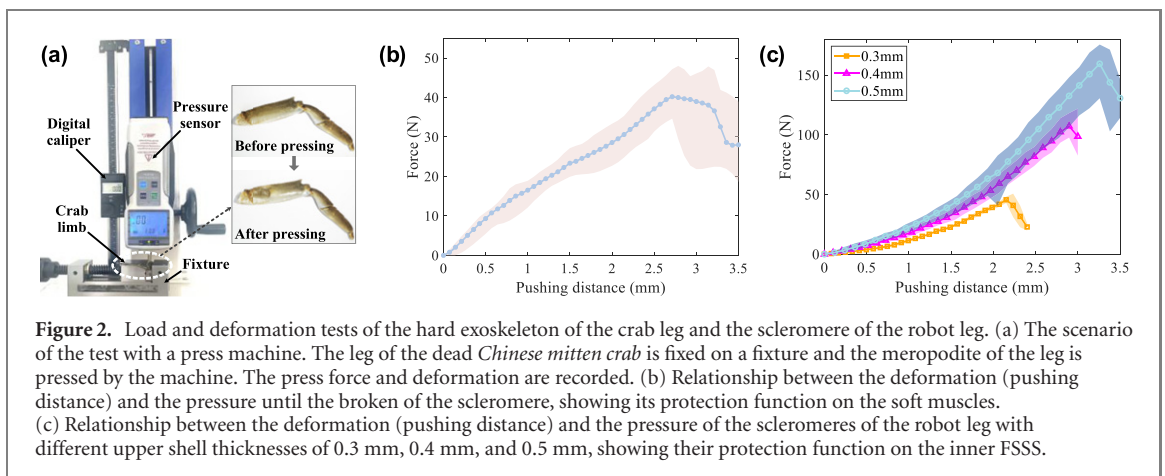 (a)
Digital
caliper
Pressure
sensor
Crab
limb
Fixture
Before pressing
After pressing
(b)
Force (N)
50
40
30
20
10
0
0 0.5 1 1.5 2 2.5 3 3.5
Pushing distance (mm)
(c)
0.3mm
0.4mm
0.5mm
Force (N)
150
100
50
0
0 0.5 1 1.5 2 2.5 3 3.5
Pushing distance (mm)
Figure 2. Load and deformation tests of the hard exoskeleton of the crab leg and the scleromere of the robot leg. (a) The scenario
of the test with a press machine. The leg of the dead Chinese mitten crab is fixed on a fixture and the meropodite of the leg is
pressed by the machine. The press force and deformation are recorded. (b) Relationship between the deformation (pushing
distance) and the pressure until the broken of the scleromere, showing its protection function on the soft muscles.
(c) Relationship between the deformation (pushing distance) and the pressure of the scleromeres of the robot leg with
different upper shell thicknesses of 0.3 mm, 0.4 mm, and 0.5 mm, showing their protection function on the inner FSSS.